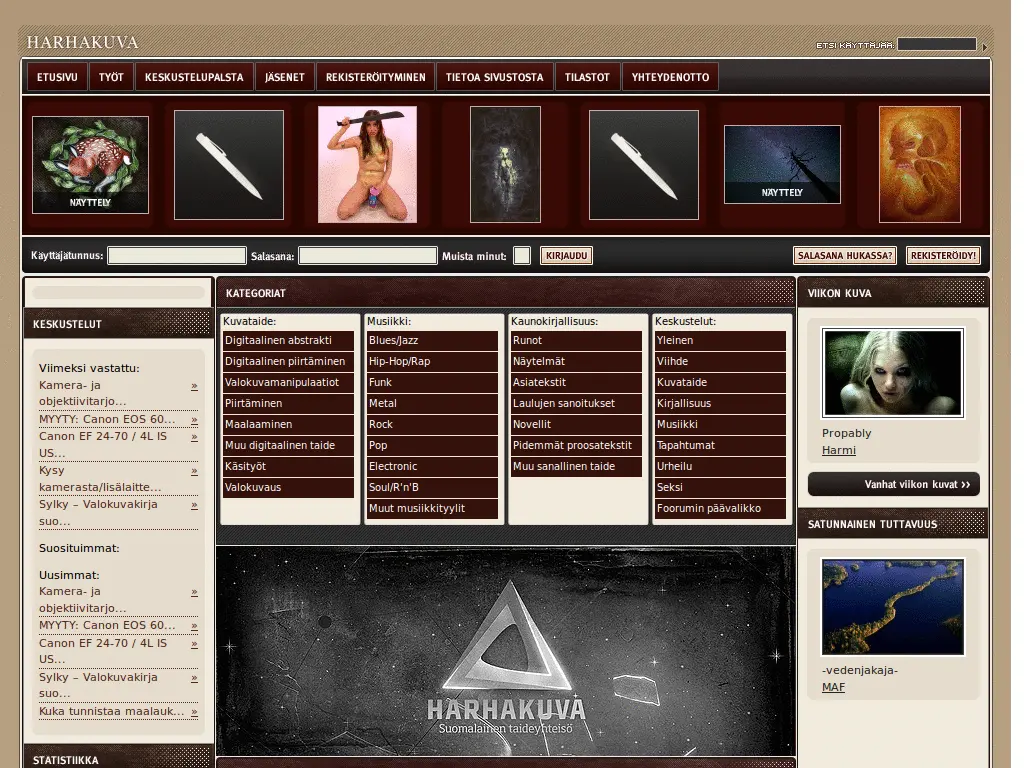 HARHAKUVA
ETSI KÄYTTÄJÄÄ:
ETUSIVU TYÖT KESKUSTELUPALSTA JÄSENET REKISTERÖITYMINEN TIETOA SIVUSTOSTA TILASTOT YHTEYDENOTTO
NÄYTTELY
NÄYTTELY
Käyttäjätunnus: Salasana: Muista minut: KIRJAUDU SALASANA HUKASSA? REKISTERÖIDY!
KESKUSTELUT
Viimeksi vastattu:
Kamera- ja »
objektiivitarjo...
MYYTY: Canon EOS 60... »
Canon EF 24-70 / 4L IS »
US...
Kysy »
kamerasta/lisälaitte...
Sylky – Valokuvakirja »
suo...
Suosituimmat:
Uusimmat:
Kamera- ja »
objektiivitarjo...
MYYTY: Canon EOS 60... »
Canon EF 24-70 / 4L IS »
US...
Sylky – Valokuvakirja »
suo...
Kuka tunnistaa maalauk... »
STATISTIIKKA
KATEGORIAT
Kuvataide:
Digitaalinen abstrakti
Digitaalinen piirtäminen
Valokuvamanipulaatiot
Piirtäminen
Maalaaminen
Muu digitaalinen taide
Käsityöt
Valokuvaus
Musiikki:
Blues/Jazz
Hip-Hop/Rap
Funk
Metal
Rock
Pop
Electronic
Soul/R'n'B
Muut musiikkityylit
Kaunokirjallisuus:
Runot
Näytelmät
Asiatekstit
Laulujen sanoitukset
Novellit
Pidemmät proosatekstit
Muu sanallinen taide
Keskustelut:
Yleinen
Viihde
Kuvataide
Kirjallisuus
Musiikki
Tapahtumat
Urheilu
Seksi
Foorumin päävalikko
HARHAKUVA
Suomalainen taideyhteisö
VIIKON KUVA
Propably
Harmi
Vanhat viikon kuvat ››
SATUNNAINEN TUTTAVUUS
-vedenjakaja-
MAF